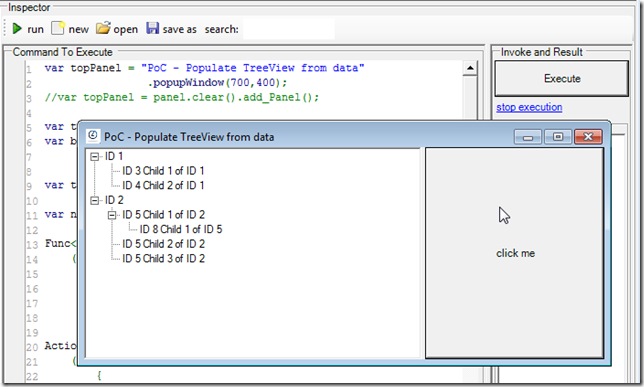 Inspector
run new open save as search:
Command To Execute
Invoke and Result
1 var topPanel = "PoC - Populate TreeView from data"
2 .popupWindow(700,400);
3 //var topPanel = panel.clear().add_Panel();
4
5 var t
6 var b
7
8
9 var t
10
11 var n
12
13 Func<
14 (
15
16
17
18
19
20 Actio
21 (
22 {
Execute
stop execution
PoC - Populate TreeView from data
ID 1
ID 3 Child 1 of ID 1
ID 4 Child 2 of ID 1
ID 2
ID 5 Child 1 of ID 2
ID 8 Child 1 of ID 5
ID 5 Child 2 of ID 2
ID 5 Child 3 of ID 2
click me